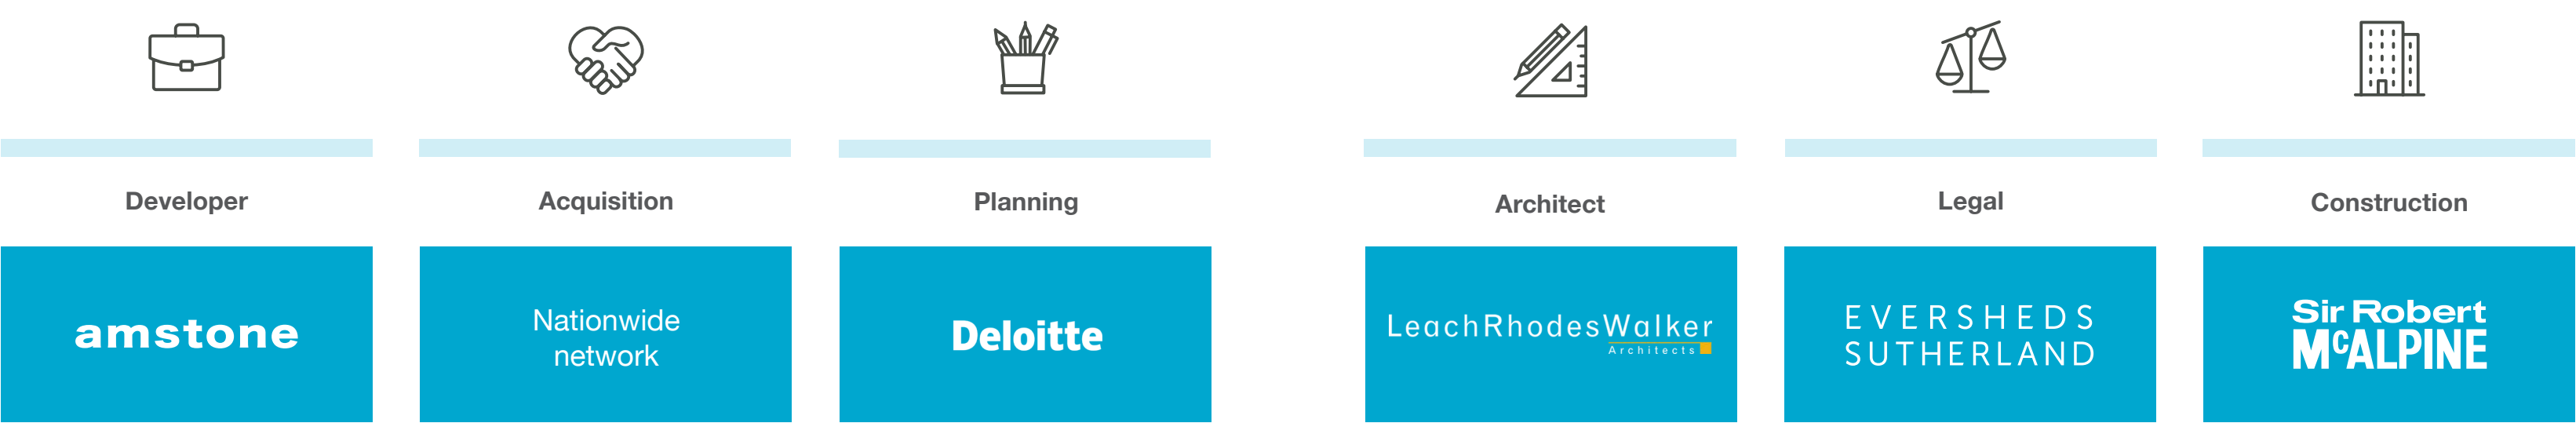 Developer
Acquisition
Planning
Architect
Legal
Construction
amstone
Nationwide
network
Deloitte
LeachRhodesWalker
Architects
EVERSHEDS
SUTHERLAND
Sir Robert
McALPINE